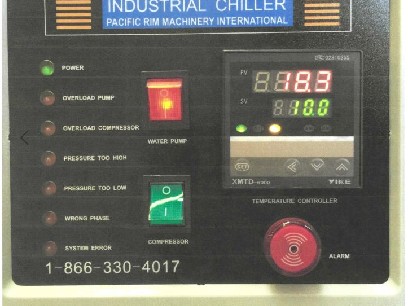 INDUSTRIAL CHILLER
PACIFIC RIM MACHINERY INTERNATIONAL
POWER
OVERLOAD PUMP
OVERLOAD COMPRESSOR
PRESSURE TOO HIGH
PRESSURE TOO LOW
WRONG PHASE
SYSTEM ERROR
WATER PUMP
COMPRESSOR
PV
18.3
SV
10.0
SET
XMTD
TEMPERATURE CONTROLLER
ALARM
1-866-330-4017